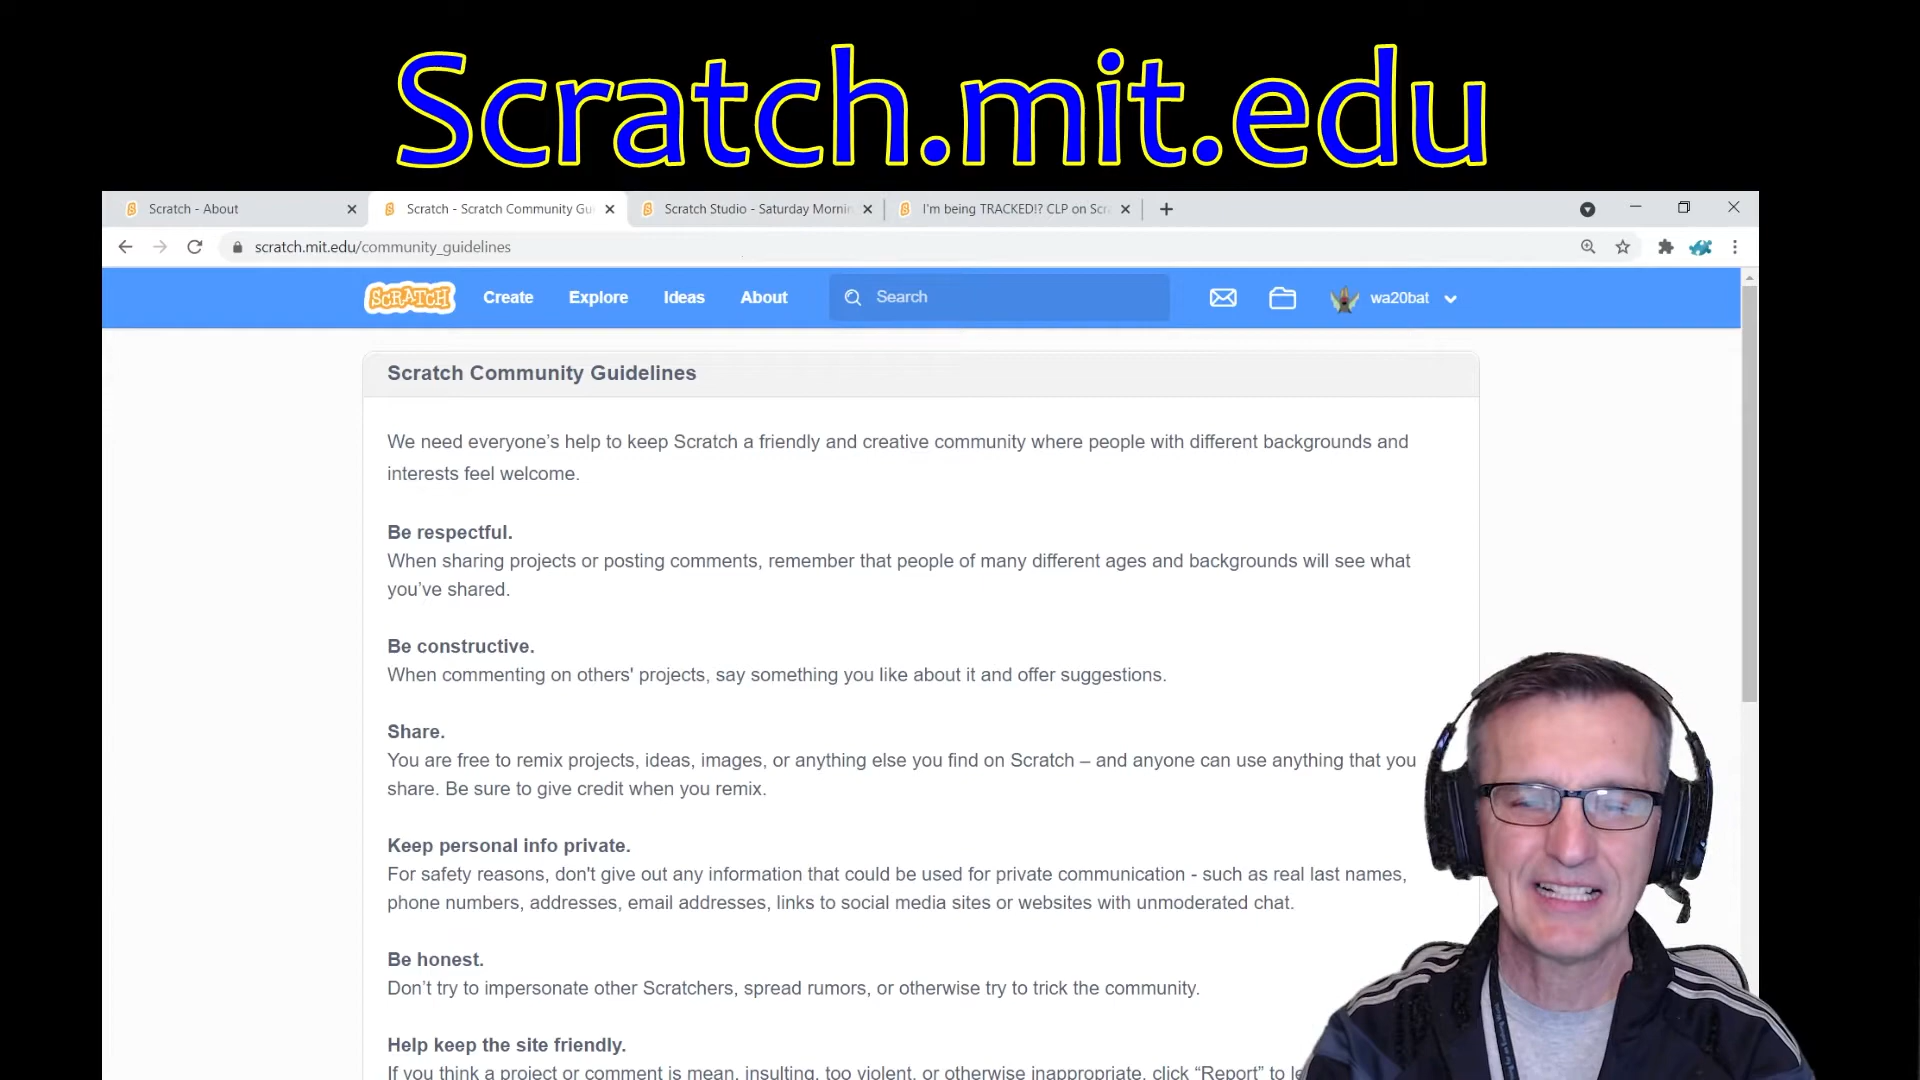 Scratch.mit.edu
Scratch - About
Scratch - Scratch Community Gu
Scratch Studio - Saturday Mornin
I'm being TRACKED!? CLP on Scr
scratch.mit.edu/community_guidelines
SCRATCH Create Explore Ideas About Search wa20bat
Scratch Community Guidelines
We need everyone’s help to keep Scratch a friendly and creative community where people with different backgrounds and
interests feel welcome.
Be respectful.
When sharing projects or posting comments, remember that people of many different ages and backgrounds will see what
you’ve shared.
Be constructive.
When commenting on others' projects, say something you like about it and offer suggestions.
Share.
You are free to remix projects, ideas, images, or anything else you find on Scratch – and anyone can use anything that you
share. Be sure to give credit when you remix.
Keep personal info private.
For safety reasons, don't give out any information that could be used for private communication - such as real last names,
phone numbers, addresses, email addresses, links to social media sites or websites with unmoderated chat.
Be honest.
Don’t try to impersonate other Scratchers, spread rumors, or otherwise try to trick the community.
Help keep the site friendly.
If you think a project or comment is mean, insulting, too violent, or otherwise inappropriate, click “Report” to